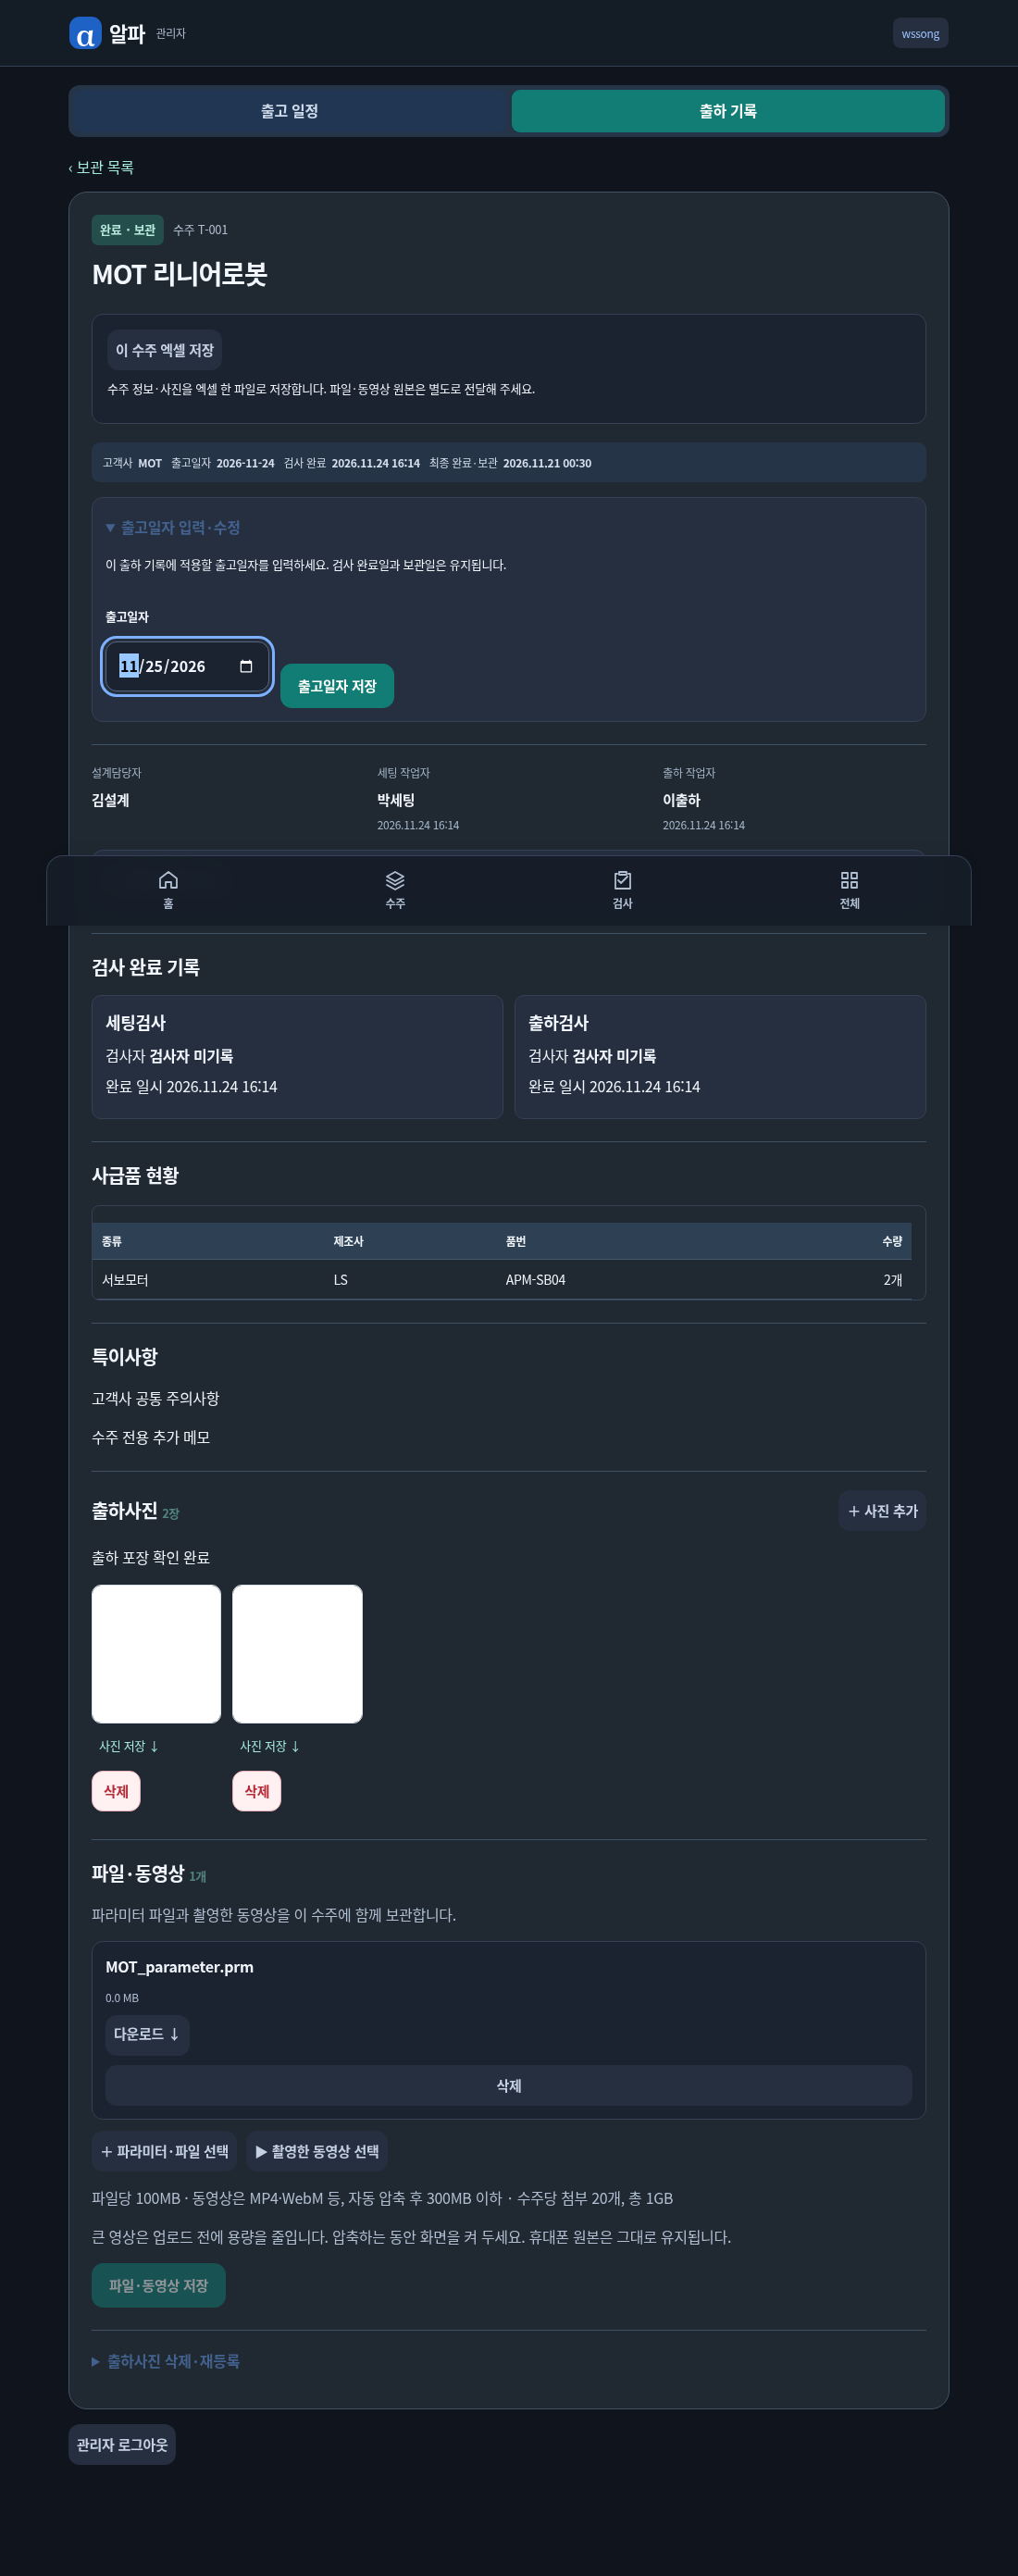 α 알파 관리자 wssong
출고 일정 출하 기록
‹ 보관 목록
완료 · 보관 수주 T-001
MOT 리니어로봇
이 수주 엑셀 저장
수주 정보·사진을 엑셀 한 파일로 저장합니다. 파일·동영상 원본은 별도로 전달해 주세요.
고객사 MOT 출고일자 2026-11-24 검사 완료 2026.11.24 16:14 최종 완료·보관 2026.11.21 00:30
▼ 출고일자 입력·수정
이 출하 기록에 적용할 출고일자를 입력하세요. 검사 완료일과 보관일은 유지됩니다.
출고일자
11/25/2026
출고일자 저장
설계담당자 세팅 작업자 출하 작업자
김설계 박세팅 이출하
2026.11.24 16:14 2026.11.24 16:14
홈 수주 검사 전체
검사 완료 기록
세팅검사 출하검사
검사자 검사자 미기록 검사자 검사자 미기록
완료 일시 2026.11.24 16:14 완료 일시 2026.11.24 16:14
사급품 현황
종류 제조사 품번 수량
서보모터 LS APM-SB04 2개
특이사항
고객사 공통 주의사항
수주 전용 추가 메모
출하사진 2장 ＋ 사진 추가
출하 포장 확인 완료
사진 저장 ↓ 사진 저장 ↓
삭제 삭제
파일·동영상 1개
파라미터 파일과 촬영한 동영상을 이 수주에 함께 보관합니다.
MOT_parameter.prm
0.0 MB
다운로드 ↓
삭제
＋ 파라미터·파일 선택 ▶ 촬영한 동영상 선택
파일당 100MB · 동영상은 MP4·WebM 등, 자동 압축 후 300MB 이하 · 수주당 첨부 20개, 총 1GB
큰 영상은 업로드 전에 용량을 줄입니다. 압축하는 동안 화면을 켜 두세요. 휴대폰 원본은 그대로 유지됩니다.
파일·동영상 저장
▶ 출하사진 삭제·재등록
관리자 로그아웃